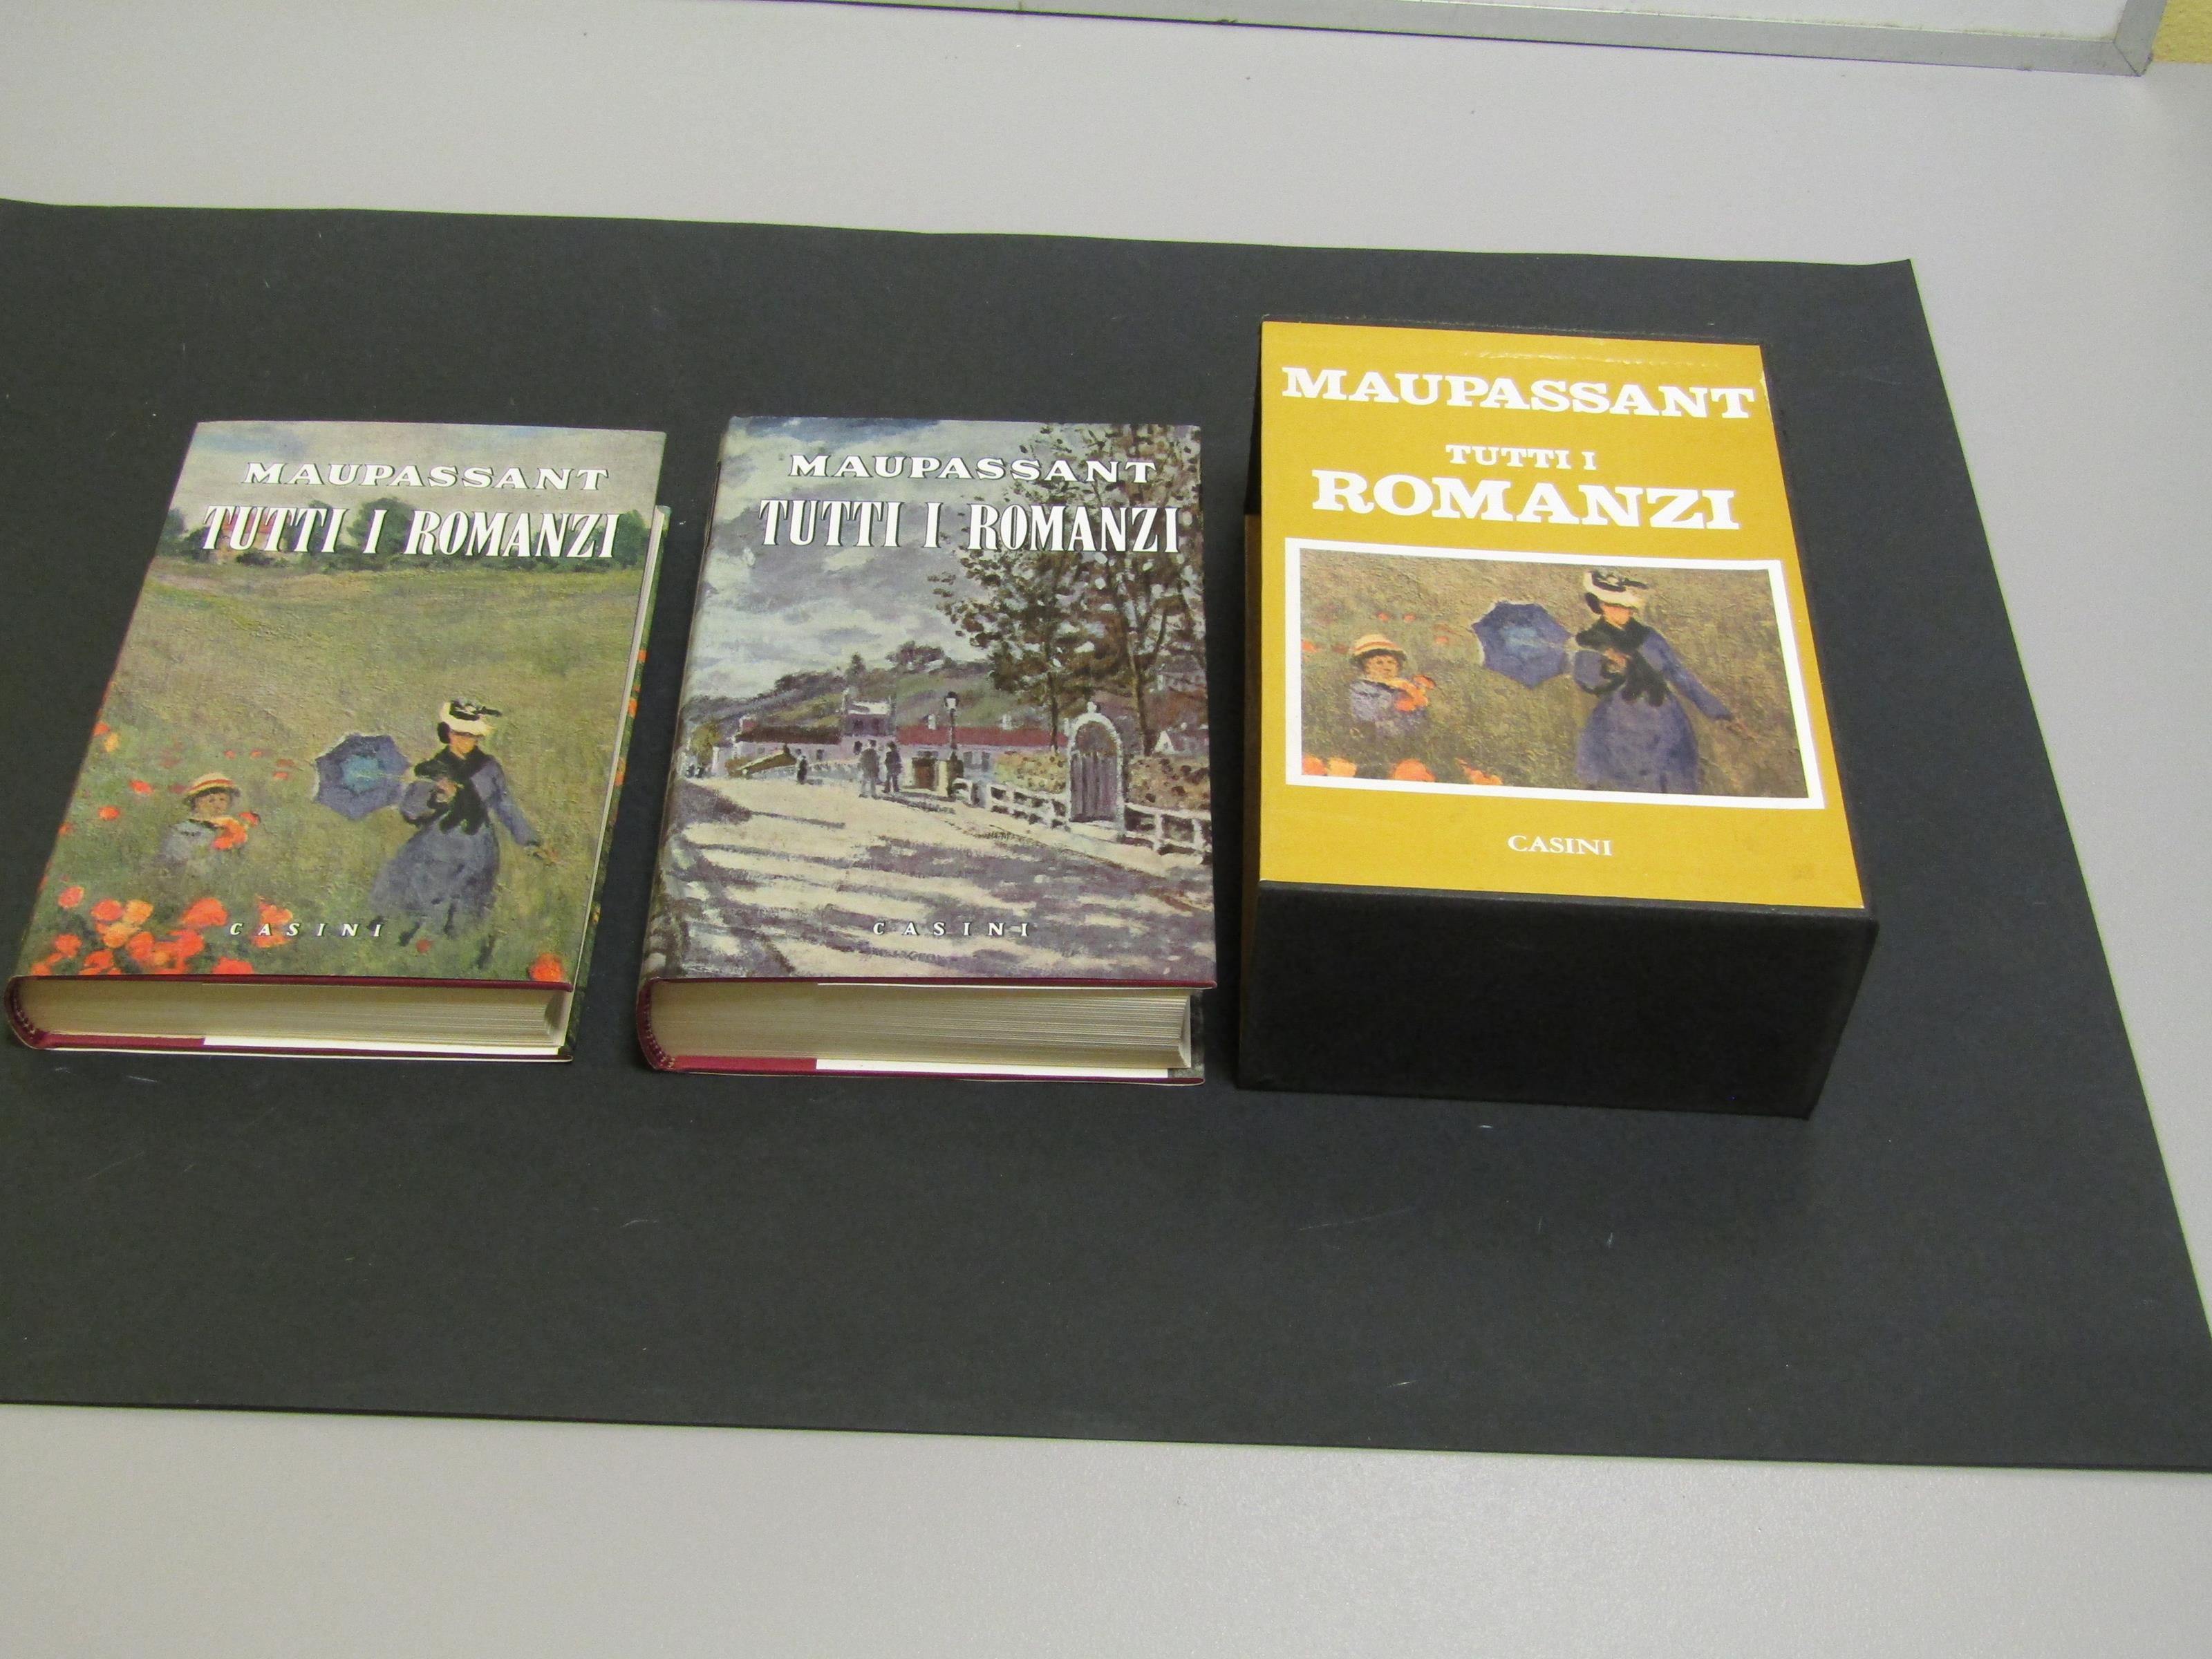 MAUPASSANT
TUTTI I ROMANZI
CASINI
MAUPASSANT
TUTTI I ROMANZI
CASINI
MAUPASSANT
TUTTI I
ROMANZI
CASINI